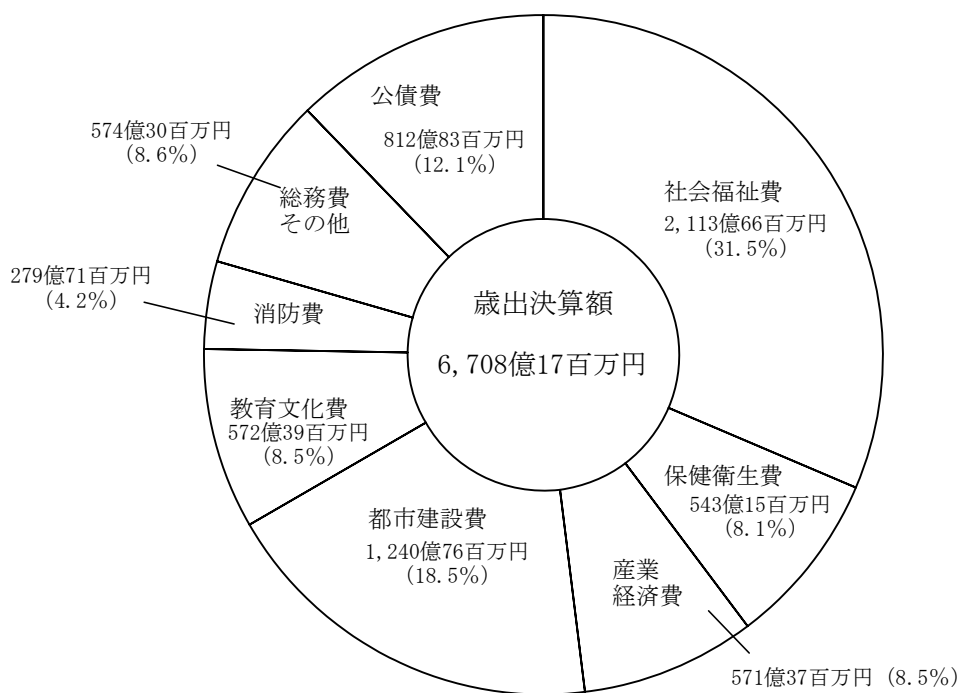 公債費
812億83百万円
(12.1%)
574億30百万円
(8.6%)
総務費
その他
社会福祉費
2,113億66百万円
(31.5%)
279億71百万円
(4.2%)
消防費
歳出決算額
6,708億17百万円
教育文化費
572億39百万円
(8.5%)
保健衛生費
543億15百万円
(8.1%)
都市建設費
1,240億76百万円
(18.5%)
産業
経済費
571億37百万円 (8.5%)